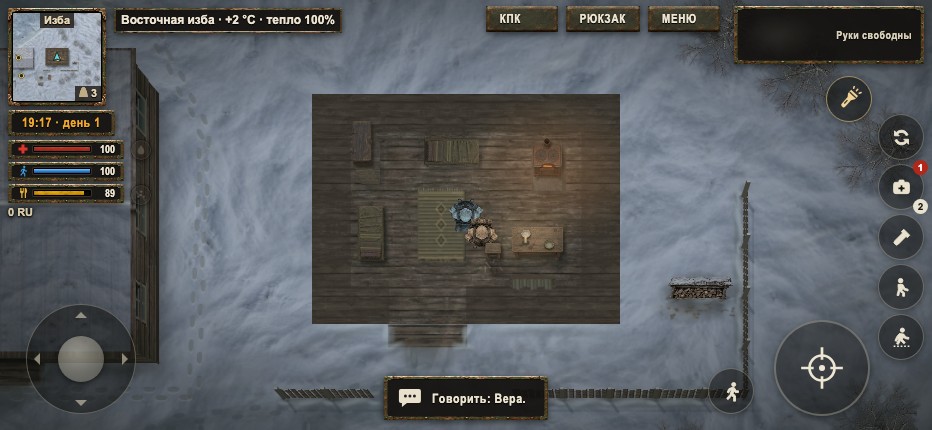 Изба
Восточная изба · +2 °C · тепло 100%
КПК
РЮКЗАК
МЕНЮ
Руки свободны
3
19:17 · день 1
100
100
89
0 RU
1
2
Говорить: Вера.